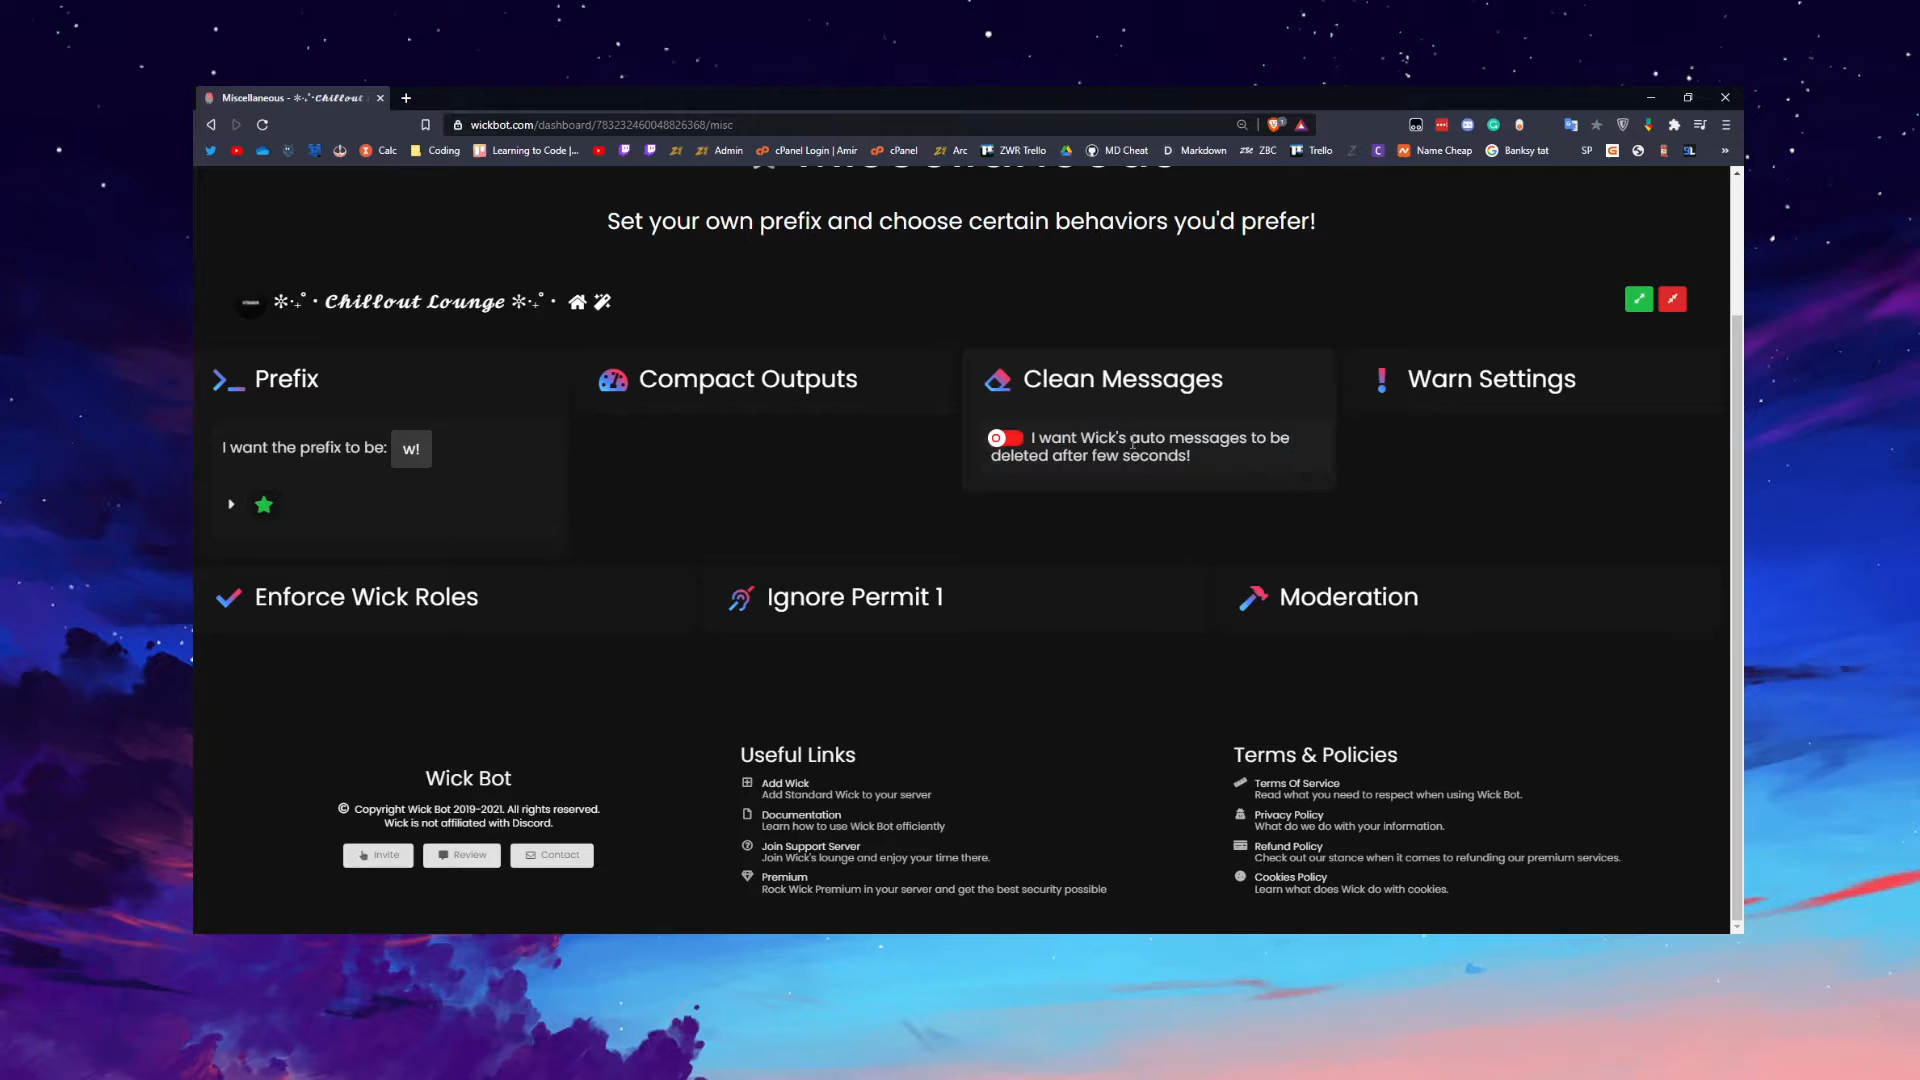 Miscellaneous - ✼·₊˚·𝓒𝓱𝓲𝓵𝓵𝓸𝓾𝓽
wickbot.com/dashboard/783232460048826368/misc
Calc Coding Learning to Code |... Admin cPanel Login | Amir cPanel Arc ZWR Trello MD Cheat Markdown ZBC Trello Name Cheap Banksy tat SP
Set your own prefix and choose certain behaviors you'd prefer!
✼·₊˚· 𝓒𝓱𝓲𝓵𝓵𝓸𝓾𝓽 𝓛𝓸𝓾𝓷𝓰𝓮 ✼·₊˚·
Prefix
Compact Outputs
Clean Messages
Warn Settings
I want the prefix to be: w!
I want Wick's auto messages to be
deleted after few seconds!
Enforce Wick Roles
Ignore Permit 1
Moderation
Wick Bot
© Copyright Wick Bot 2019-2021. All rights reserved.
Wick is not affiliated with Discord.
Invite Review Contact
Useful Links
Add Wick
Add Standard Wick to your server
Documentation
Learn how to use Wick Bot efficiently
Join Support Server
Join Wick's lounge and enjoy your time there.
Premium
Rock Wick Premium in your server and get the best security possible
Terms & Policies
Terms Of Service
Read what you need to respect when using Wick Bot.
Privacy Policy
What do we do with your information.
Refund Policy
Check out our stance when it comes to refunding our premium services.
Cookies Policy
Learn what does Wick do with cookies.